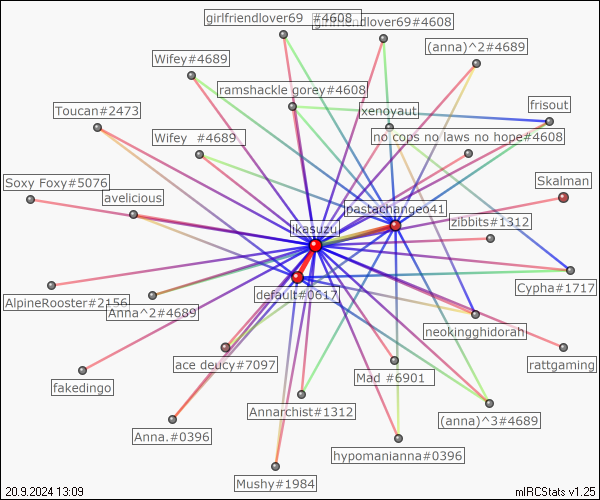 girlfriendlover69  #4608
girlfriendlover69#4608
(anna)^2#4689
Wifey#4689
ramshackle gorey#4608
frisout
Toucan#2473
xenoyaut
Wifey  #4689
no cops no laws no hope#4608
Soxy Foxy#5076
Skalman
avelicious
pastachangeo41
zibbits#1312
ikasuzu
default#0617
Cypha#1717
AlpineRooster#2156
Anna^2#4689
neokingghidorah
ace deucy#7097
Mad #6901
rattgaming
fakedingo
Annarchist#1312
(anna)^3#4689
Anna.#0396
hypomanianna#0396
Mushy#1984
20.9.2024 13:09
mIRCStats v1.25